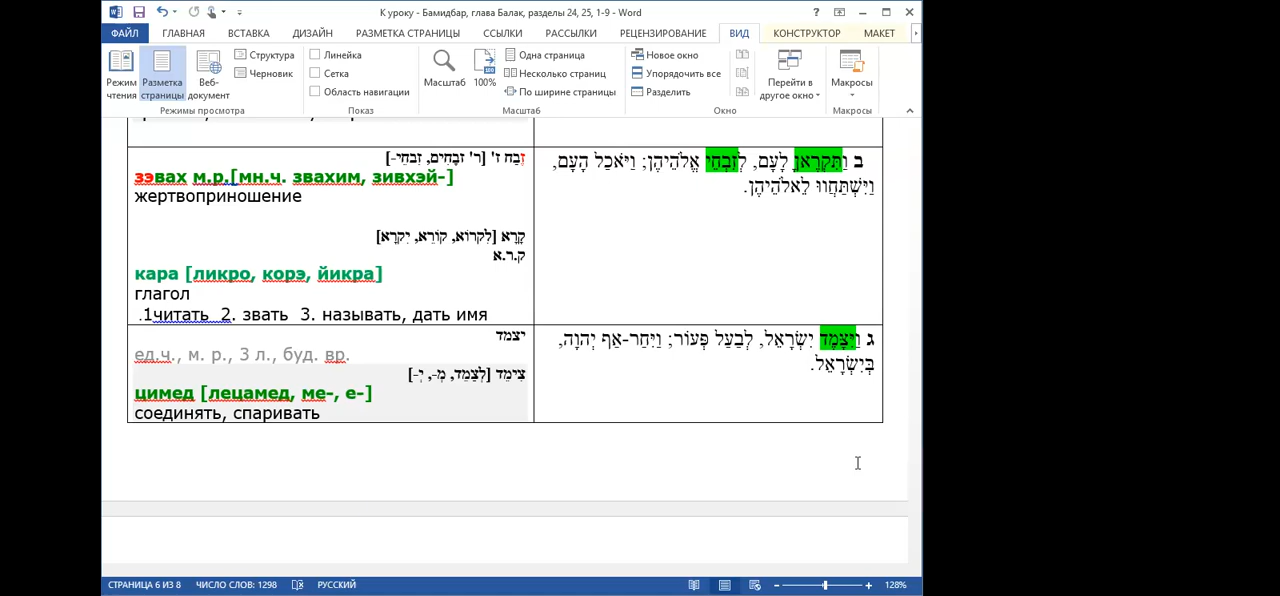 К уроку - Бамидбар, глава Балак, разделы 24, 25, 1-9 - Word
ФАЙЛ ГЛАВНАЯ ВСТАВКА ДИЗАЙН РАЗМЕТКА СТРАНИЦЫ ССЫЛКИ РАССЫЛКИ РЕЦЕНЗИРОВАНИЕ ВИД КОНСТРУКТОР МАКЕТ
Режим чтения
Разметка страницы
Веб-документ
Структура
Черновик
Режимы просмотра
Линейка
Сетка
Область навигации
Показ
Масштаб
100%
Одна страница
Несколько страниц
По ширине страницы
Масштаб
Новое окно
Упорядочить все
Разделить
Перейти в другое окно
Окно
Макросы
Макросы
ב וַתִּקְרֶאןָ לָעָם, לְזִבְחֵי אֱלֹהֵיהֶן; וַיֹּאכַל הָעָם,
וַיִּשְׁתַּחֲווּ לֵאלֹהֵיהֶן.
זֶבַח ז' [ר' זְבָחִים, זִבְחֵי-]
зэвах м.р.[мн.ч. звахим, зивхэй-]
жертвоприношение
קָרָא [לִקְרוֹא, קוֹרֵא, יִקְרָא]
ק.ר.א
кара [ликро, корэ, йикра]
глагол
.1читать 2. звать 3. называть, дать имя
ג וַיִּצָּמֶד יִשְׂרָאֵל, לְבַעַל פְּעוֹר; וַיִּחַר-אַף יְהוָה,
בְּיִשְׂרָאֵל.
יצמד
ед.ч., м. р., 3 л., буд. вр.
צִימֵד [לְצַמֵד, מְ-, יְ-]
цимед [лецамед, ме-, е-]
соединять, спаривать
СТРАНИЦА 6 ИЗ 8 ЧИСЛО СЛОВ: 1298 РУССКИЙ 128%